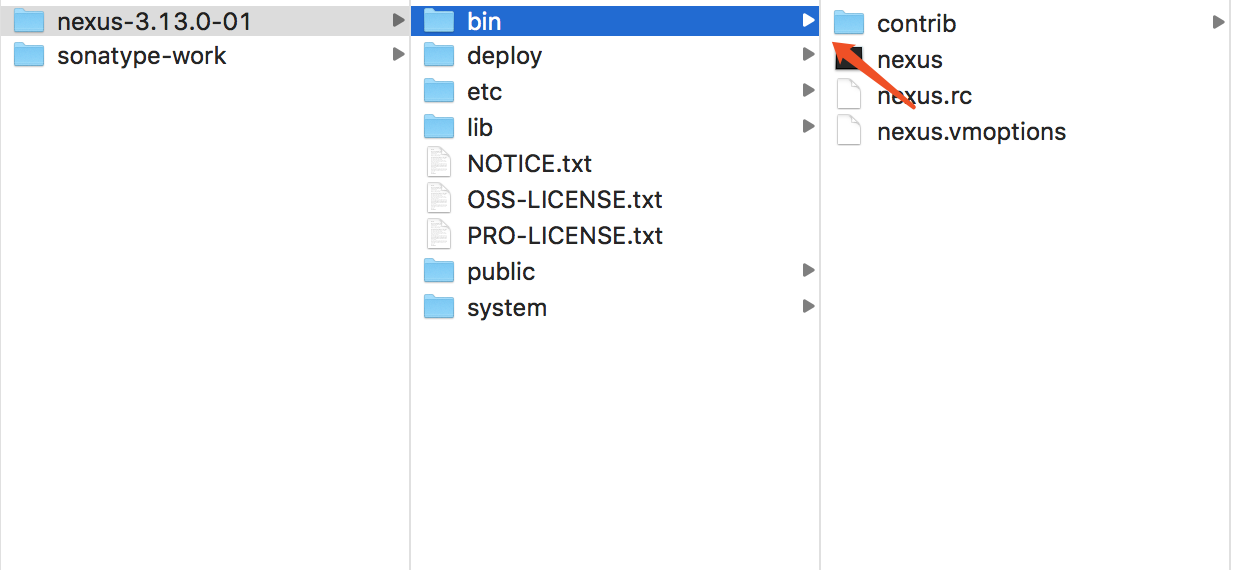 nexus-3.13.0-01
sonatype-work
bin
deploy
etc
lib
NOTICE.txt
OSS-LICENSE.txt
PRO-LICENSE.txt
public
system
contrib
nexus
nexus.rc
nexus.vmoptions